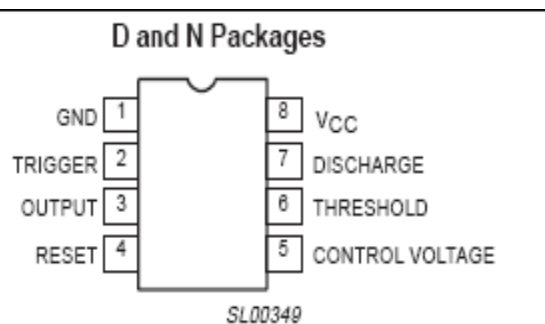 D and N Packages
GND 1 8 VCC
TRIGGER 2 7 DISCHARGE
OUTPUT 3 6 THRESHOLD
RESET 4 5 CONTROL VOLTAGE
SL00349